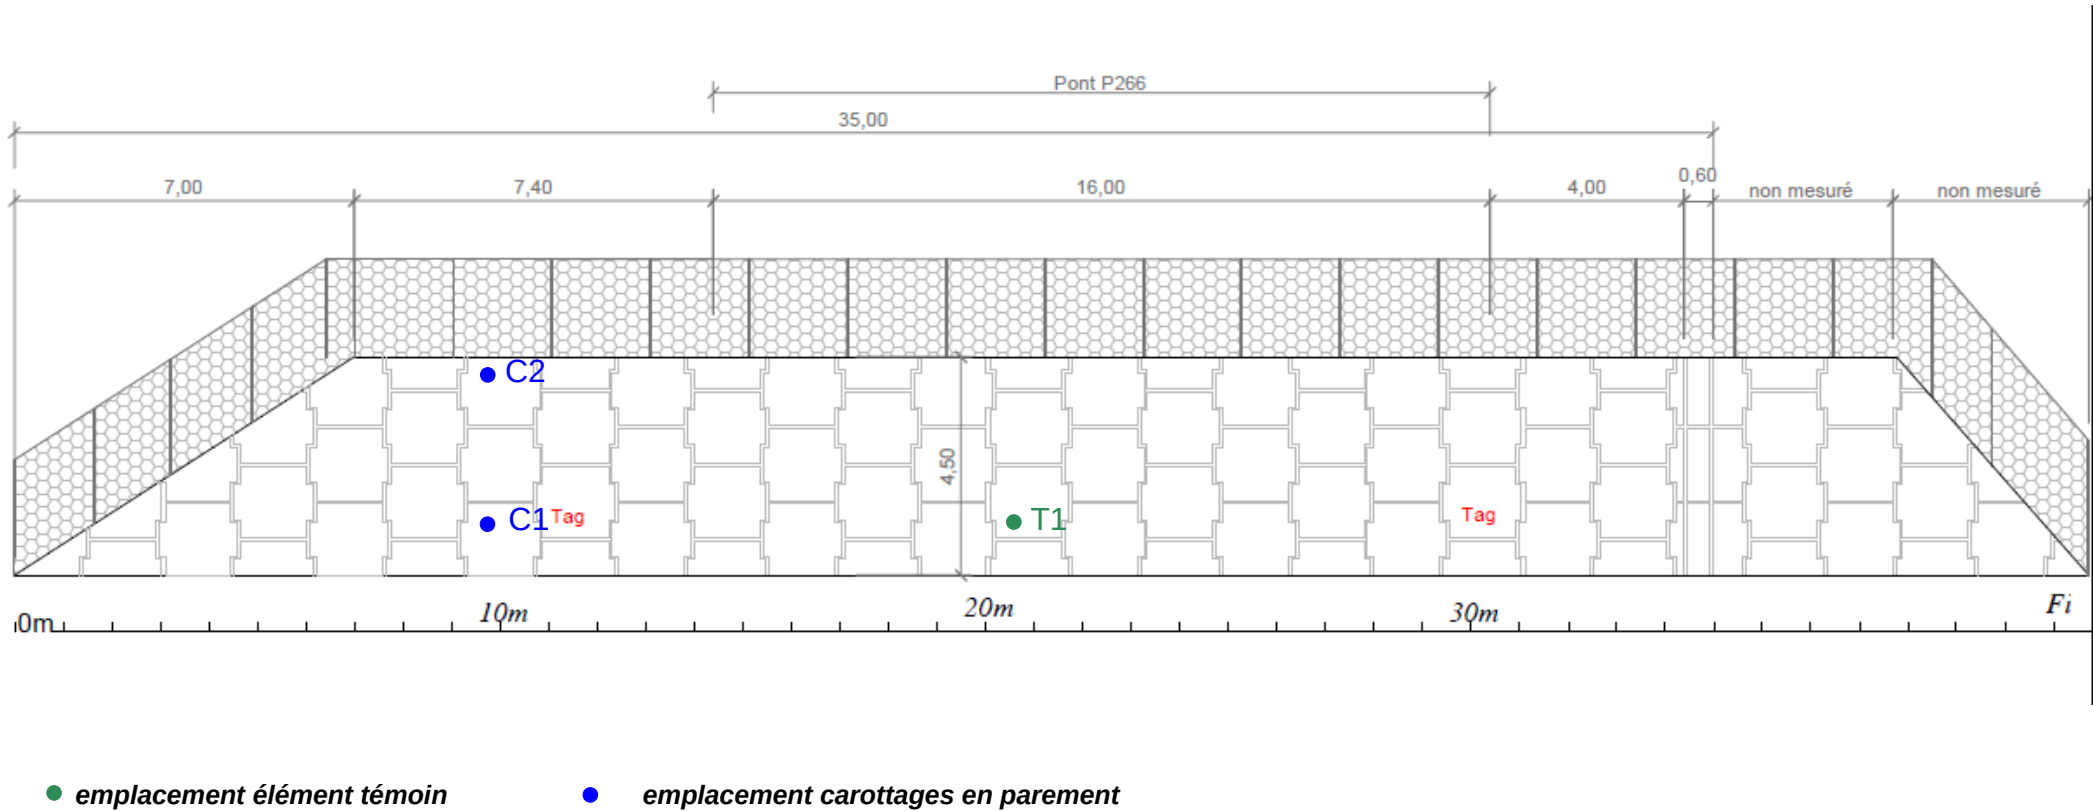 Pont P266
35,00
7,00
7,40
16,00
4,00
0,60
non mesuré
non mesuré
C2
4,50
C1
Tag
T1
Tag
0m
10m
20m
30m
Fi
emplacement élément témoin
emplacement carottages en parement